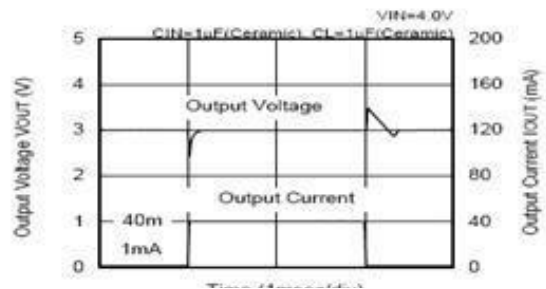 VIN=4.0V
CIN=1uF(Ceramic), CL=1uF(Ceramic)
5
4
3
2
1
0
Output Voltage VOUT (V)
Output Voltage
Output Current
40m
1mA
200
160
120
80
40
0
Output Current IOUT (mA)
Time